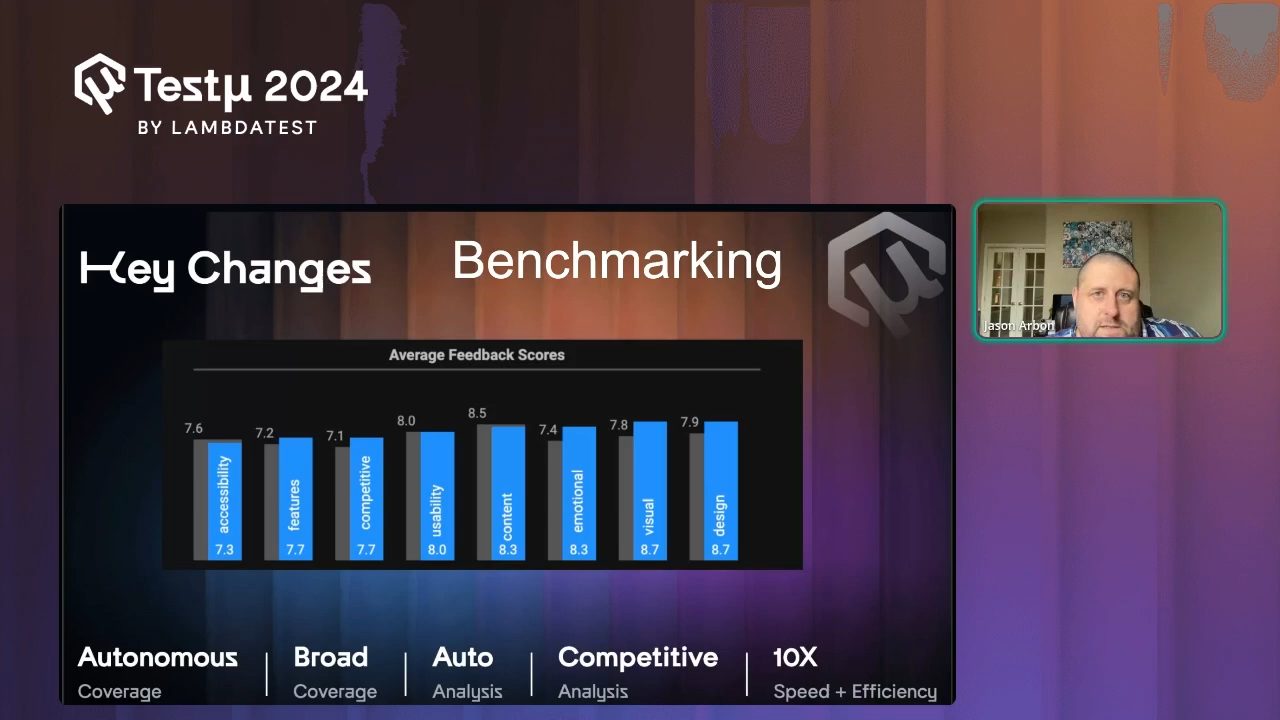 Testμ 2024
BY LAMBDATEST
Key Changes
Benchmarking
Average Feedback Scores
7.6
7.2
7.1
8.0
8.5
7.4
7.8
7.9
accessibility
features
competitive
usability
content
emotional
visual
design
7.3
7.7
7.7
8.0
8.3
8.3
8.7
8.7
Autonomous
Coverage
Broad
Coverage
Auto
Analysis
Competitive
Analysis
10X
Speed + Efficiency
Jason Arbon